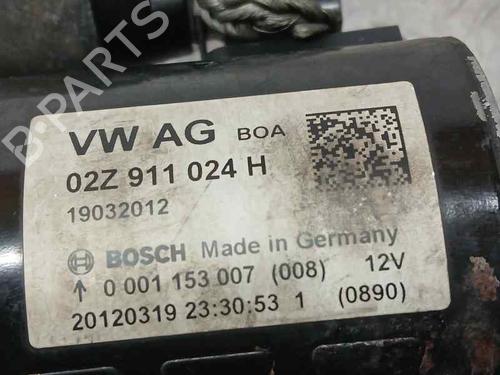 VW AG BOA
02Z 911 024 H
19032012
BOSCH Made in Germany
↑ 0 001 153 007 (008) 12V
20120319 23:30:53 1 (0890)
B-PARTS